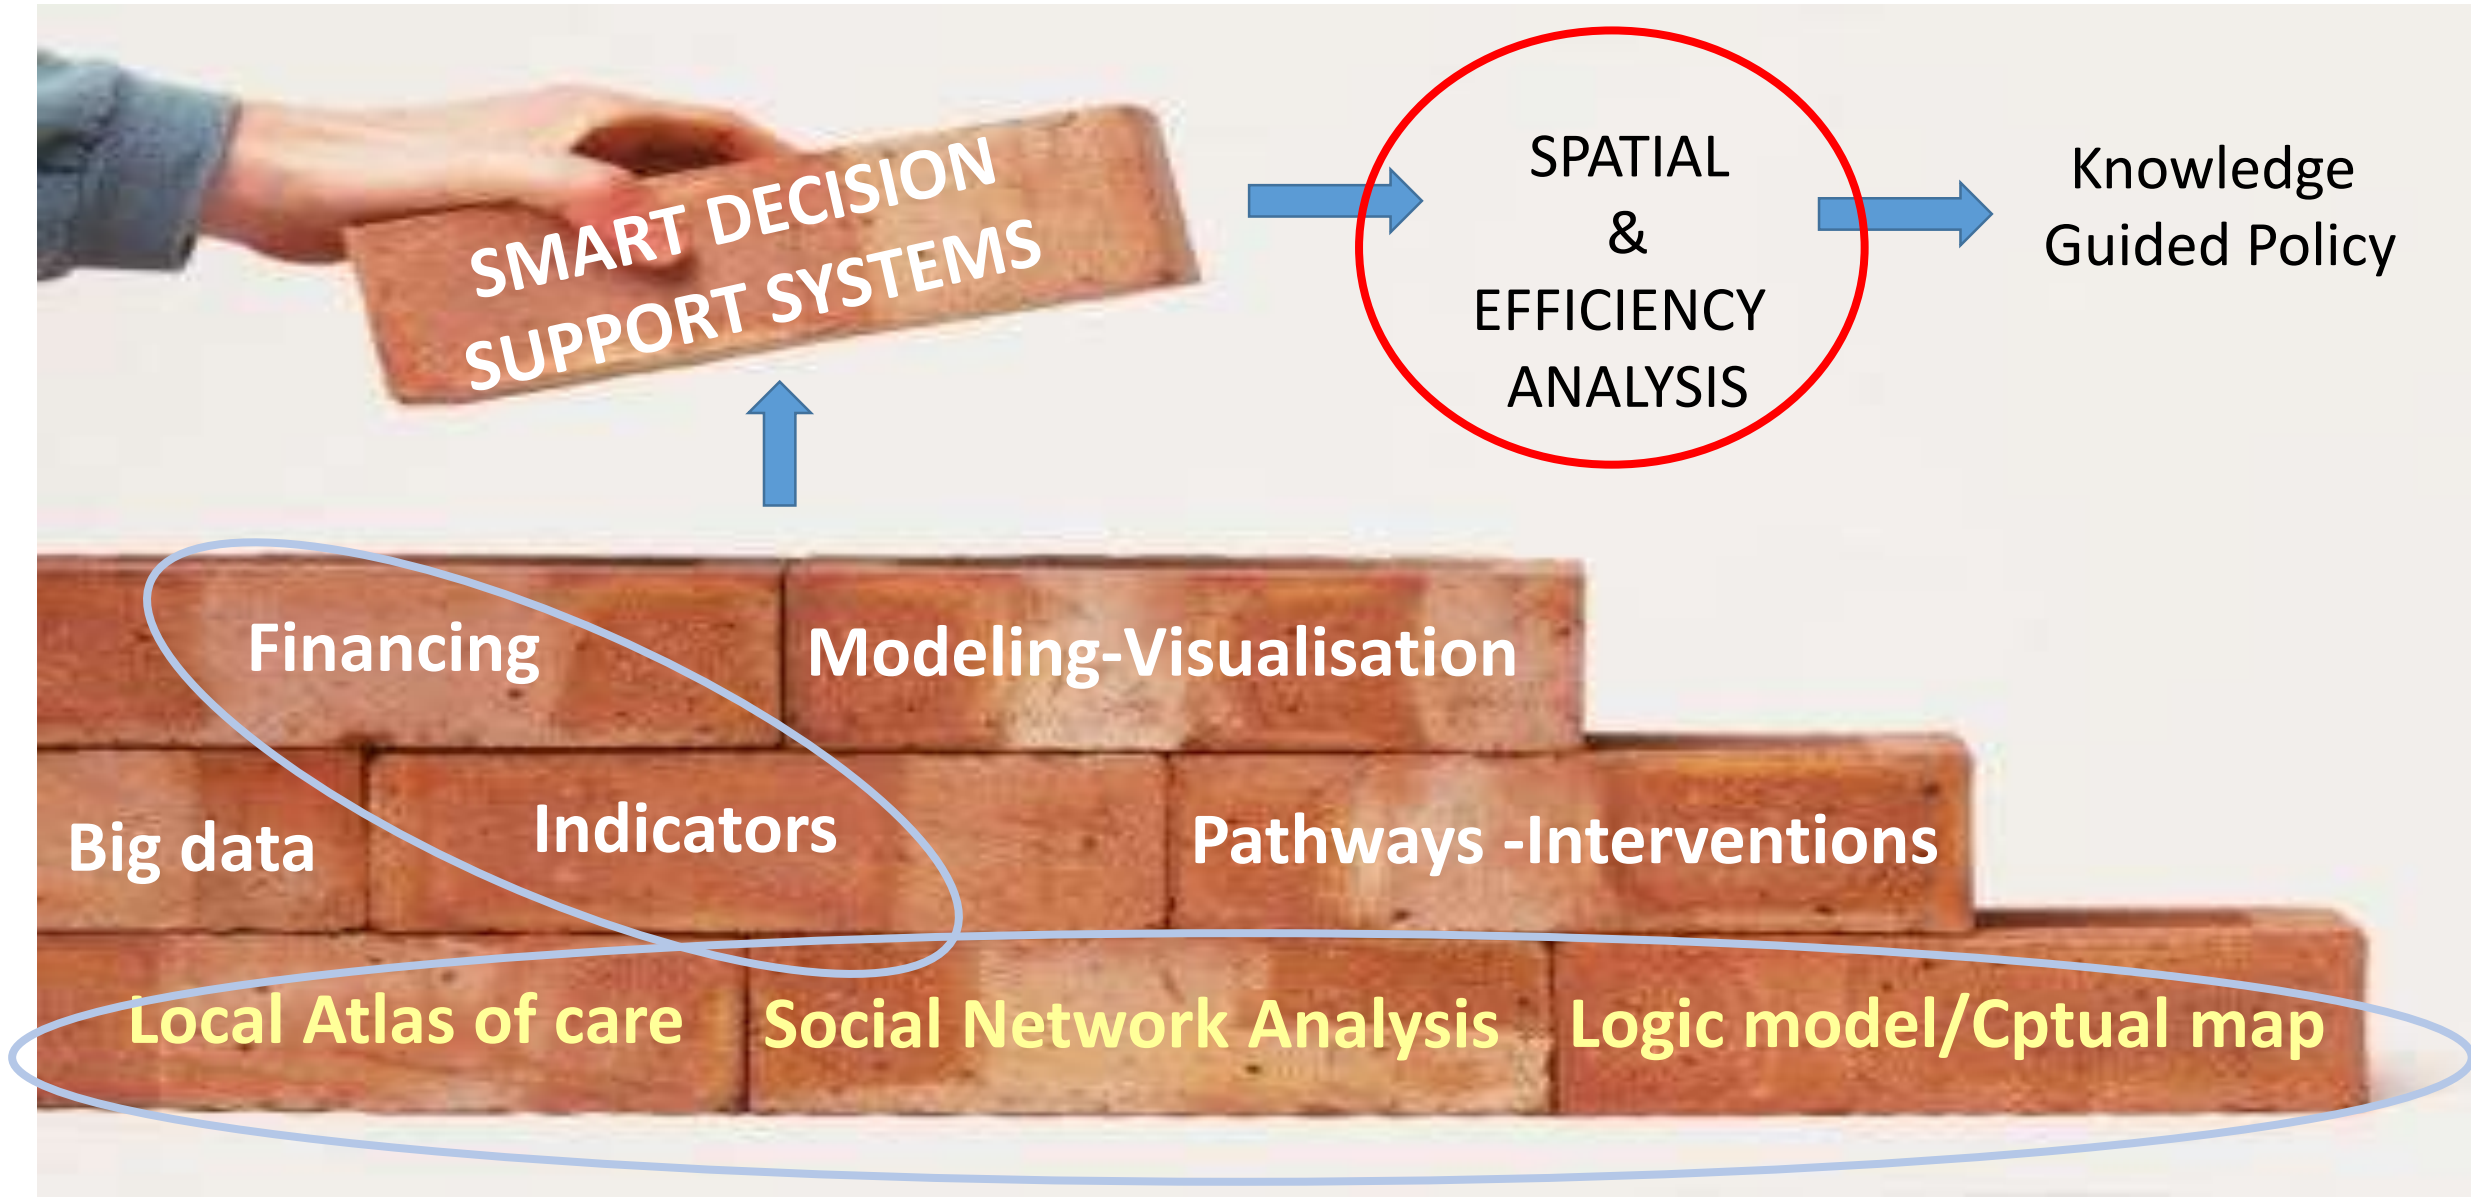 SMART DECISION
SUPPORT SYSTEMS
SPATIAL
&
EFFICIENCY
ANALYSIS
Knowledge
Guided Policy
Financing
Modeling-Visualisation
Big data
Indicators
Pathways -Interventions
Local Atlas of care
Social Network Analysis
Logic model/Cptual map